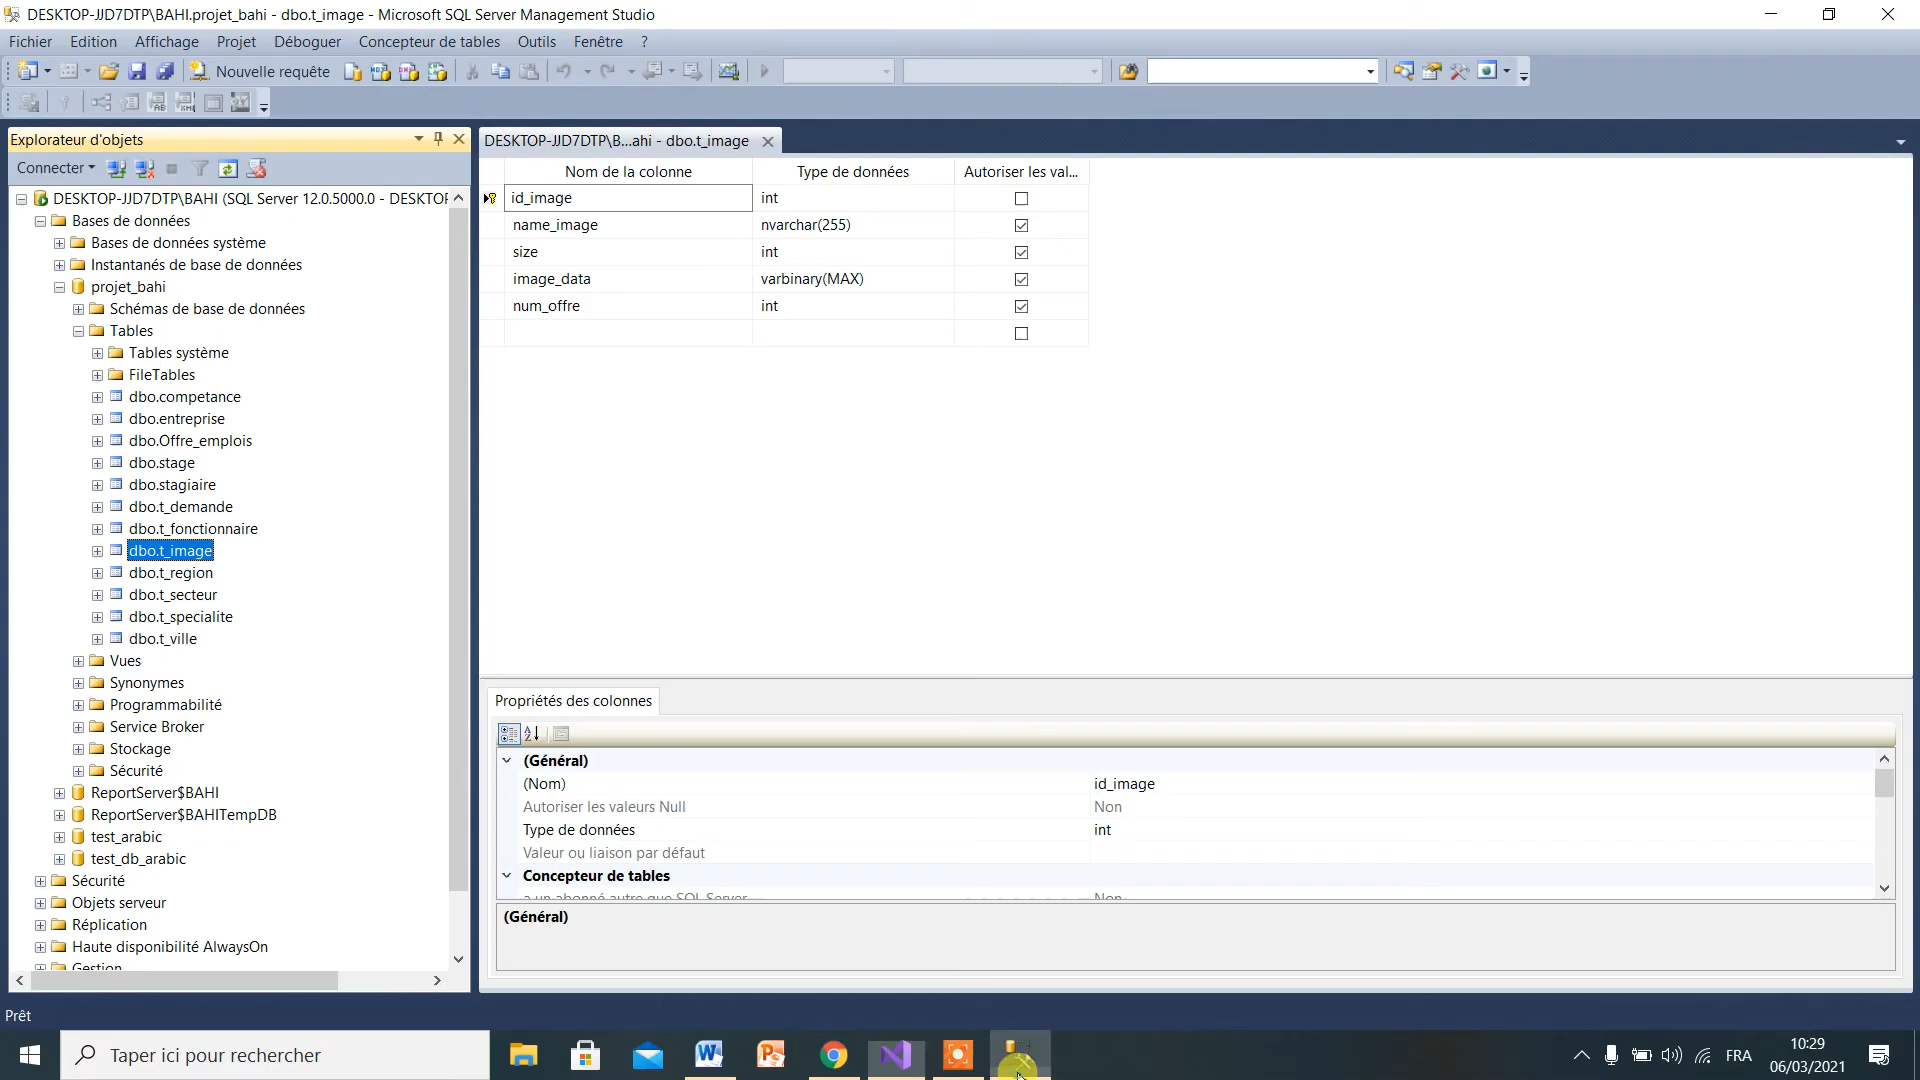 DESKTOP-JJD7DTP\BAHI.projet_bahi - dbo.t_image - Microsoft SQL Server Management Studio
Fichier Edition Affichage Projet Déboguer Concepteur de tables Outils Fenêtre ?
Nouvelle requête
Explorateur d'objets
Connecter
DESKTOP-JJD7DTP\BAHI (SQL Server 12.0.5000.0 - DESKTOP
Bases de données
Bases de données système
Instantanés de base de données
projet_bahi
Schémas de base de données
Tables
Tables système
FileTables
dbo.competance
dbo.entreprise
dbo.Offre_emplois
dbo.stage
dbo.stagiaire
dbo.t_demande
dbo.t_fonctionnaire
dbo.t_image
dbo.t_region
dbo.t_secteur
dbo.t_specialite
dbo.t_ville
Vues
Synonymes
Programmabilité
Service Broker
Stockage
Sécurité
ReportServer$BAHI
ReportServer$BAHITempDB
test_arabic
test_db_arabic
Sécurité
Objets serveur
Réplication
Haute disponibilité AlwaysOn
Gestion
DESKTOP-JJD7DTP\B...ahi - dbo.t_image
Nom de la colonne Type de données Autoriser les val...
id_image int
name_image nvarchar(255)
size int
image_data varbinary(MAX)
num_offre int
Propriétés des colonnes
(Général)
(Nom) id_image
Autoriser les valeurs Null Non
Type de données int
Valeur ou liaison par défaut
Concepteur de tables
a un abonné autre que SQL Server Non
(Général)
Prêt
Taper ici pour rechercher
FRA
10:29
06/03/2021